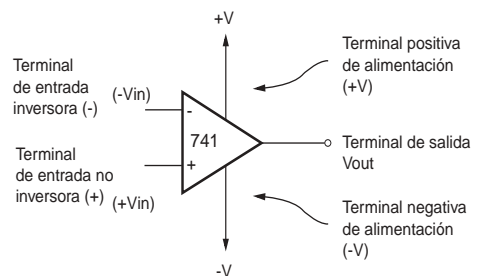 +V
Terminal positiva
de alimentación
(+V)
Terminal
de entrada
inversora (-)
(-Vin)
-
741
+
Terminal de salida
Vout
Terminal
de entrada no
inversora (+)
(+Vin)
Terminal negativa
de alimentación
(-V)
-V